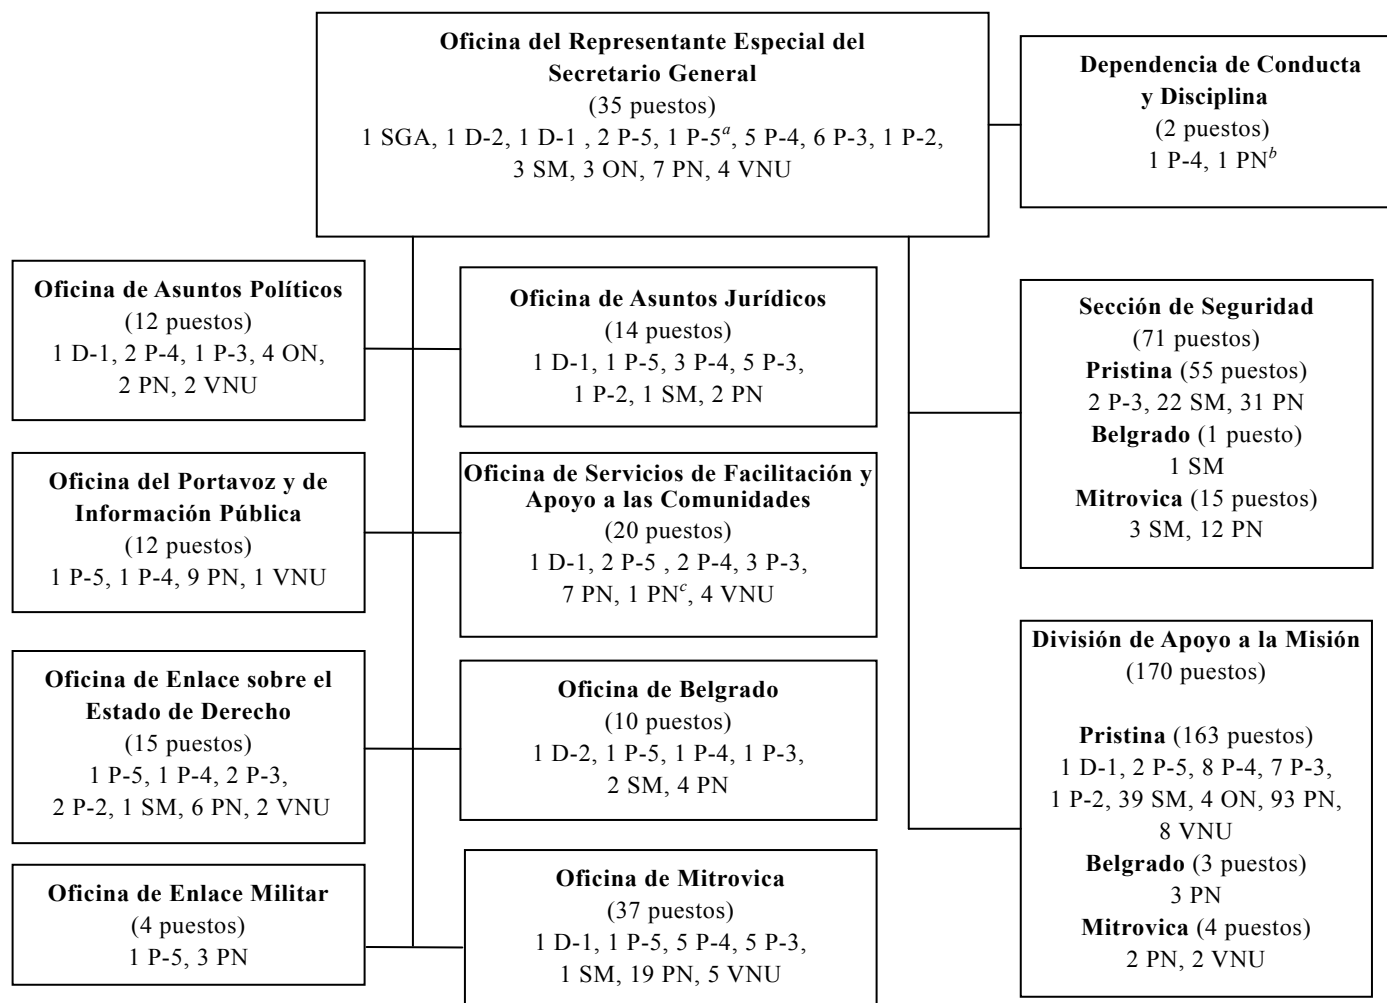 Oficina del Representante Especial del
Secretario General
(35 puestos)
1 SGA, 1 D-2, 1 D-1 , 2 P-5, 1 P-5a, 5 P-4, 6 P-3, 1 P-2,
3 SM, 3 ON, 7 PN, 4 VNU
Dependencia de Conducta
y Disciplina
(2 puestos)
1 P-4, 1 PNb
Oficina de Asuntos Políticos
(12 puestos)
1 D-1, 2 P-4, 1 P-3, 4 ON,
2 PN, 2 VNU
Oficina de Asuntos Jurídicos
(14 puestos)
1 D-1, 1 P-5, 3 P-4, 5 P-3,
1 P-2, 1 SM, 2 PN
Sección de Seguridad
(71 puestos)
Pristina (55 puestos)
2 P-3, 22 SM, 31 PN
Belgrado (1 puesto)
1 SM
Mitrovica (15 puestos)
3 SM, 12 PN
Oficina del Portavoz y de
Información Pública
(12 puestos)
1 P-5, 1 P-4, 9 PN, 1 VNU
Oficina de Servicios de Facilitación y
Apoyo a las Comunidades
(20 puestos)
1 D-1, 2 P-5 , 2 P-4, 3 P-3,
7 PN, 1 PNc, 4 VNU
Oficina de Enlace sobre el
Estado de Derecho
(15 puestos)
1 P-5, 1 P-4, 2 P-3,
2 P-2, 1 SM, 6 PN, 2 VNU
Oficina de Belgrado
(10 puestos)
1 D-2, 1 P-5, 1 P-4, 1 P-3,
2 SM, 4 PN
División de Apoyo a la Misión
(170 puestos)
Pristina (163 puestos)
1 D-1, 2 P-5, 8 P-4, 7 P-3,
1 P-2, 39 SM, 4 ON, 93 PN,
8 VNU
Belgrado (3 puestos)
3 PN
Mitrovica (4 puestos)
2 PN, 2 VNU
Oficina de Enlace Militar
(4 puestos)
1 P-5, 3 PN
Oficina de Mitrovica
(37 puestos)
1 D-1, 1 P-5, 5 P-4, 5 P-3,
1 SM, 19 PN, 5 VNU